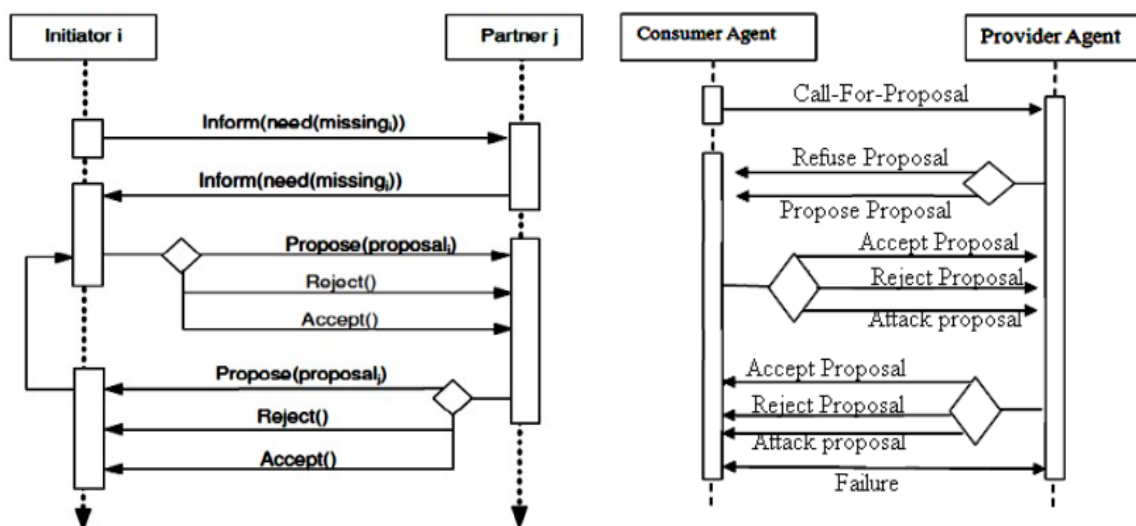 Initiator i
Partner j
Inform(need(missingᵢ))
Inform(need(missingⱼ))
Propose(proposalᵢ)
Reject()
Accept()
Propose(proposalⱼ)
Reject()
Accept()
Consumer Agent
Provider Agent
Call-For-Proposal
Refuse Proposal
Propose Proposal
Accept Proposal
Reject Proposal
Attack proposal
Accept Proposal
Reject Proposal
Attack proposal
Failure